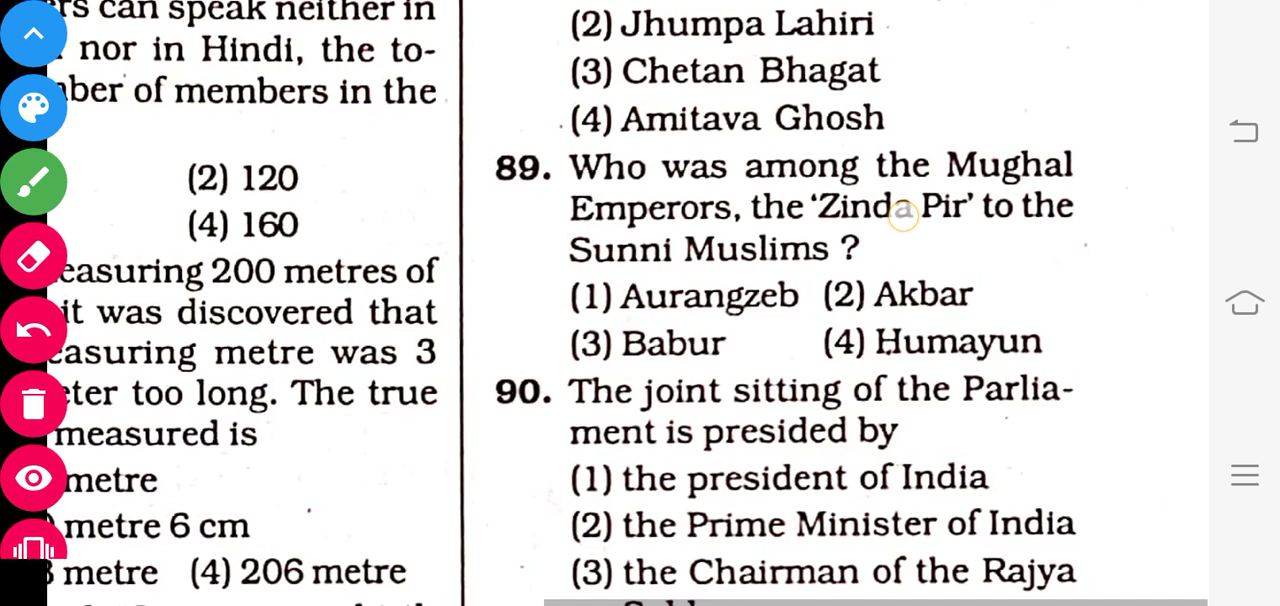 rs can speak neither in
nor in Hindi, the to-
ber of members in the
(2) 120
(4) 160
easuring 200 metres of
it was discovered that
easuring metre was 3
ter too long. The true
measured is
metre
metre 6 cm
metre (4) 206 metre
(2) Jhumpa Lahiri
(3) Chetan Bhagat
(4) Amitava Ghosh
89. Who was among the Mughal
Emperors, the ‘Zinda Pir’ to the
Sunni Muslims ?
(1) Aurangzeb (2) Akbar
(3) Babur (4) Humayun
90. The joint sitting of the Parlia-
ment is presided by
(1) the president of India
(2) the Prime Minister of India
(3) the Chairman of the Rajya